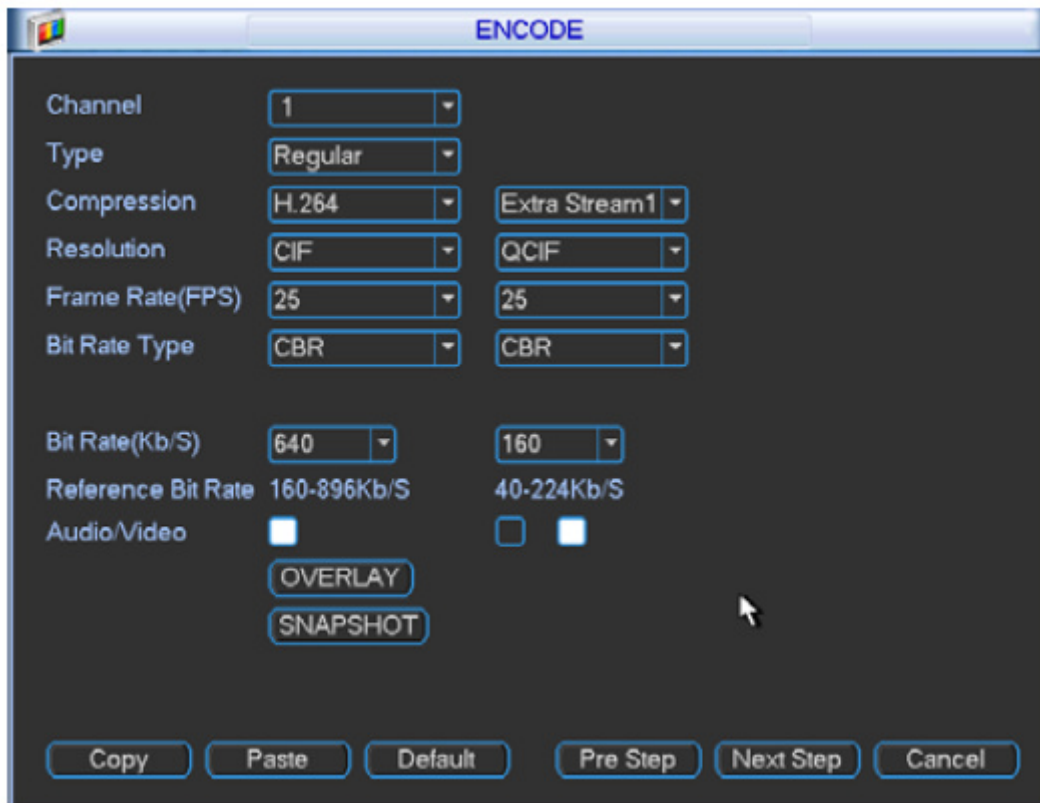 ENCODE
Channel 1
Type Regular
Compression H.264 Extra Stream1
Resolution CIF QCIF
Frame Rate(FPS) 25 25
Bit Rate Type CBR CBR
Bit Rate(Kb/S) 640 160
Reference Bit Rate 160-896Kb/S 40-224Kb/S
Audio/Video
OVERLAY
SNAPSHOT
Copy Paste Default Pre Step Next Step Cancel